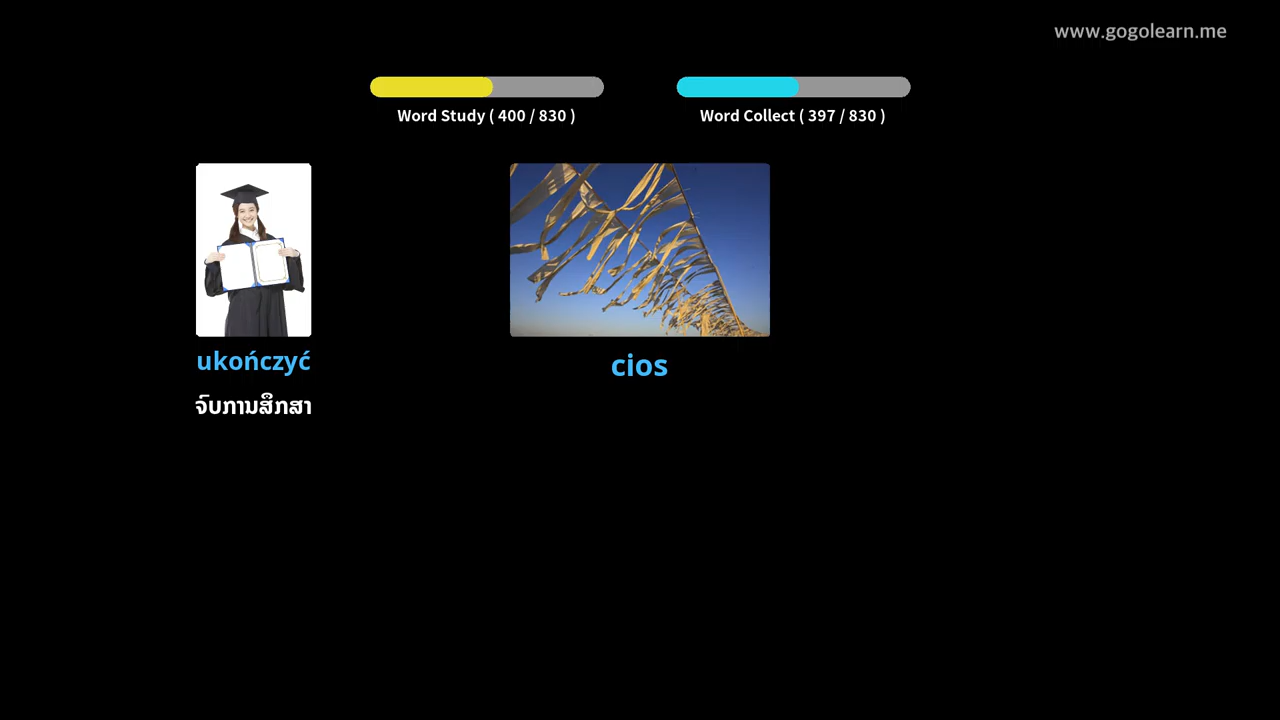 www.gogolearn.me
Word Study ( 400 / 830 )
Word Collect ( 397 / 830 )
ukończyć
ຈົບການສຶກສາ
cios